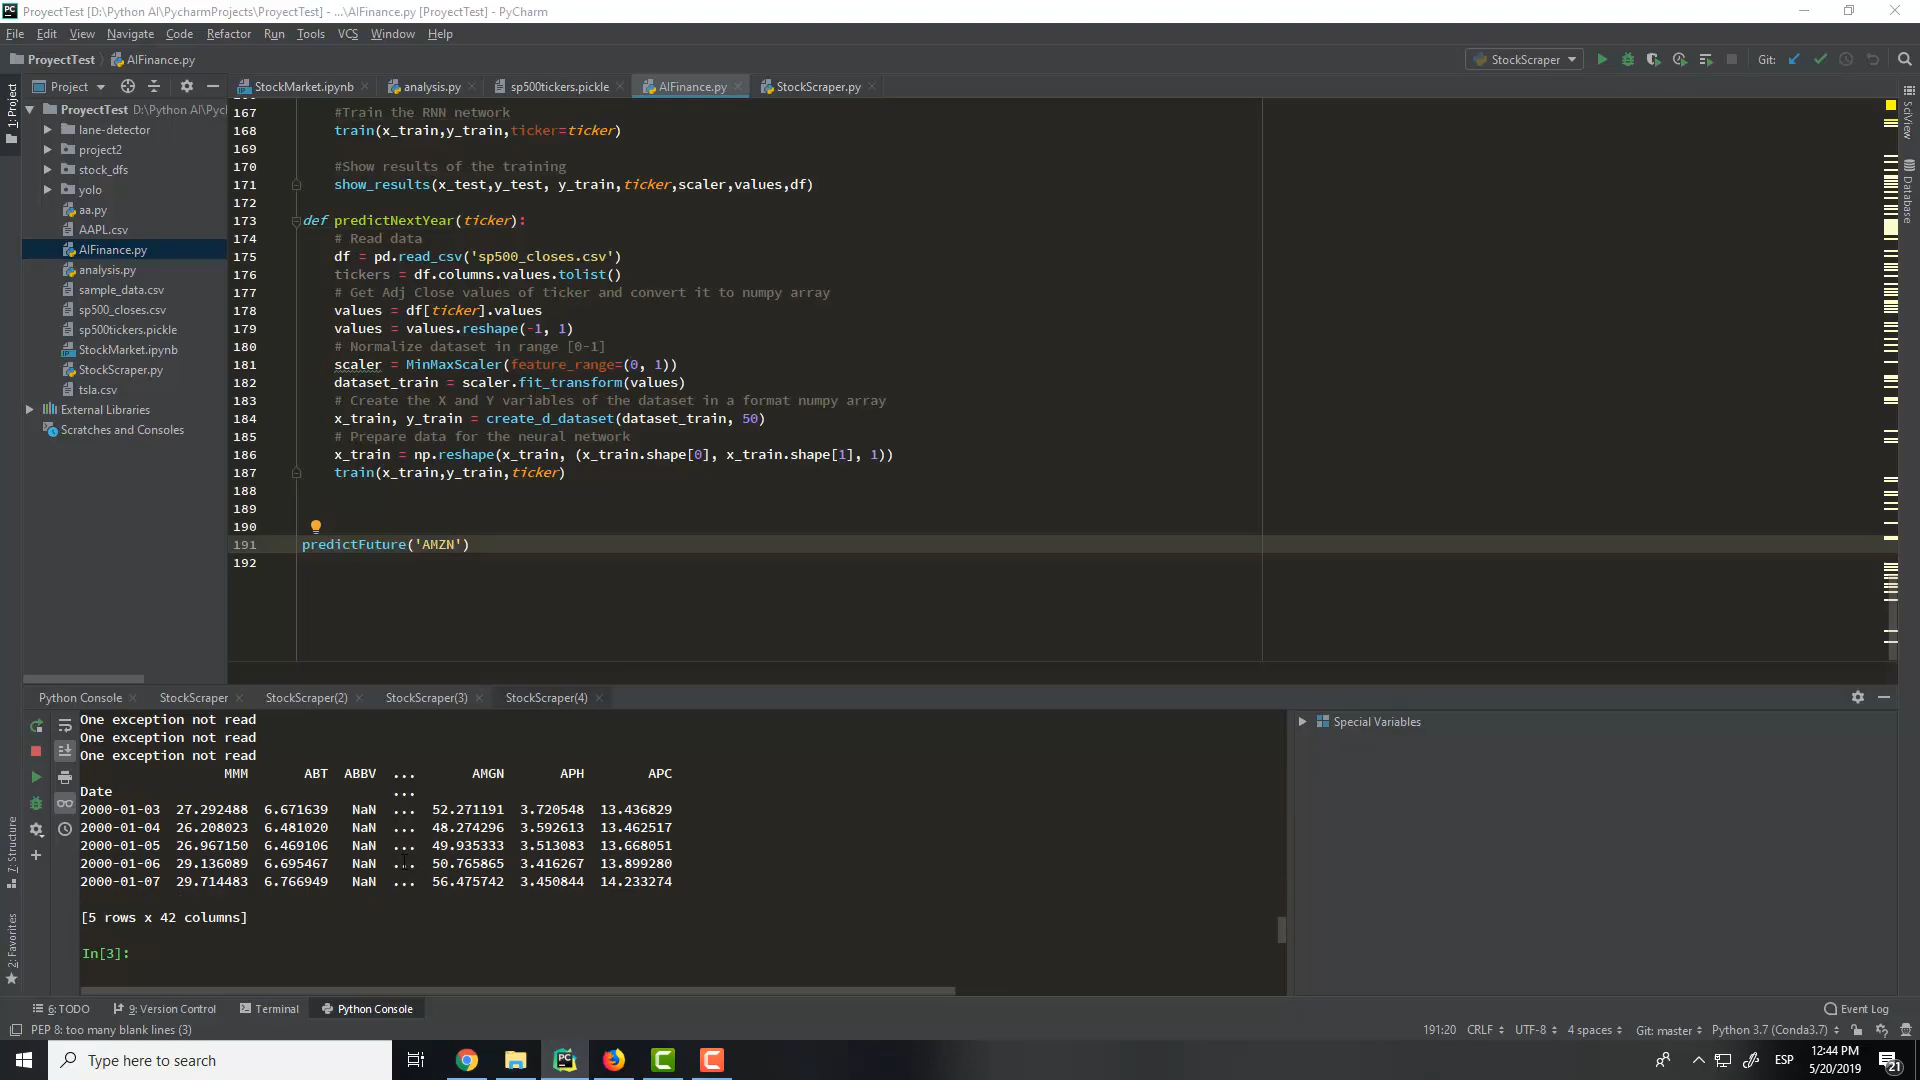 ProyectTest [D:\Python AI\PycharmProjects\ProyectTest] - ...\AIFinance.py [ProyectTest] - PyCharm
File Edit View Navigate Code Refactor Run Tools VCS Window Help
ProyectTest AIFinance.py StockScraper Git:
1: Project
Project
StockMarket.ipynb analysis.py sp500tickers.pickle AIFinance.py StockScraper.py
ProyectTest D:\Python AI\Pyc
lane-detector
project2
stock_dfs
yolo
aa.py
AAPL.csv
AIFinance.py
analysis.py
sample_data.csv
sp500_closes.csv
sp500tickers.pickle
StockMarket.ipynb
StockScraper.py
tsla.csv
External Libraries
Scratches and Consoles
167 #Train the RNN network
168 train(x_train,y_train,ticker=ticker)
169
170 #Show results of the training
171 show_results(x_test,y_test, y_train,ticker,scaler,values,df)
172
173 def predictNextYear(ticker):
174 # Read data
175 df = pd.read_csv('sp500_closes.csv')
176 tickers = df.columns.values.tolist()
177 # Get Adj Close values of ticker and convert it to numpy array
178 values = df[ticker].values
179 values = values.reshape(-1, 1)
180 # Normalize dataset in range [0-1]
181 scaler = MinMaxScaler(feature_range=(0, 1))
182 dataset_train = scaler.fit_transform(values)
183 # Create the X and Y variables of the dataset in a format numpy array
184 x_train, y_train = create_d_dataset(dataset_train, 50)
185 # Prepare data for the neural network
186 x_train = np.reshape(x_train, (x_train.shape[0], x_train.shape[1], 1))
187 train(x_train,y_train,ticker)
188
189
190
191 predictFuture('AMZN')
192
SciView
Database
Python Console StockScraper StockScraper(2) StockScraper(3) StockScraper(4)
One exception not read
One exception not read
One exception not read
MMM ABT ABBV ... AMGN APH APC
Date ...
2000-01-03 27.292488 6.671639 NaN ... 52.271191 3.720548 13.436829
2000-01-04 26.208023 6.481020 NaN ... 48.274296 3.592613 13.462517
2000-01-05 26.967150 6.469106 NaN ... 49.935333 3.513083 13.668051
2000-01-06 29.136089 6.695467 NaN ... 50.765865 3.416267 13.899280
2000-01-07 29.714483 6.766949 NaN ... 56.475742 3.450844 14.233274
[5 rows x 42 columns]
In[3]:
Special Variables
7: Structure
2: Favorites
6: TODO 9: Version Control Terminal Python Console Event Log
PEP 8: too many blank lines (3) 191:20 CRLF UTF-8 4 spaces Git: master Python 3.7 (Conda3.7)
Type here to search ESP 12:44 PM
5/20/2019 21